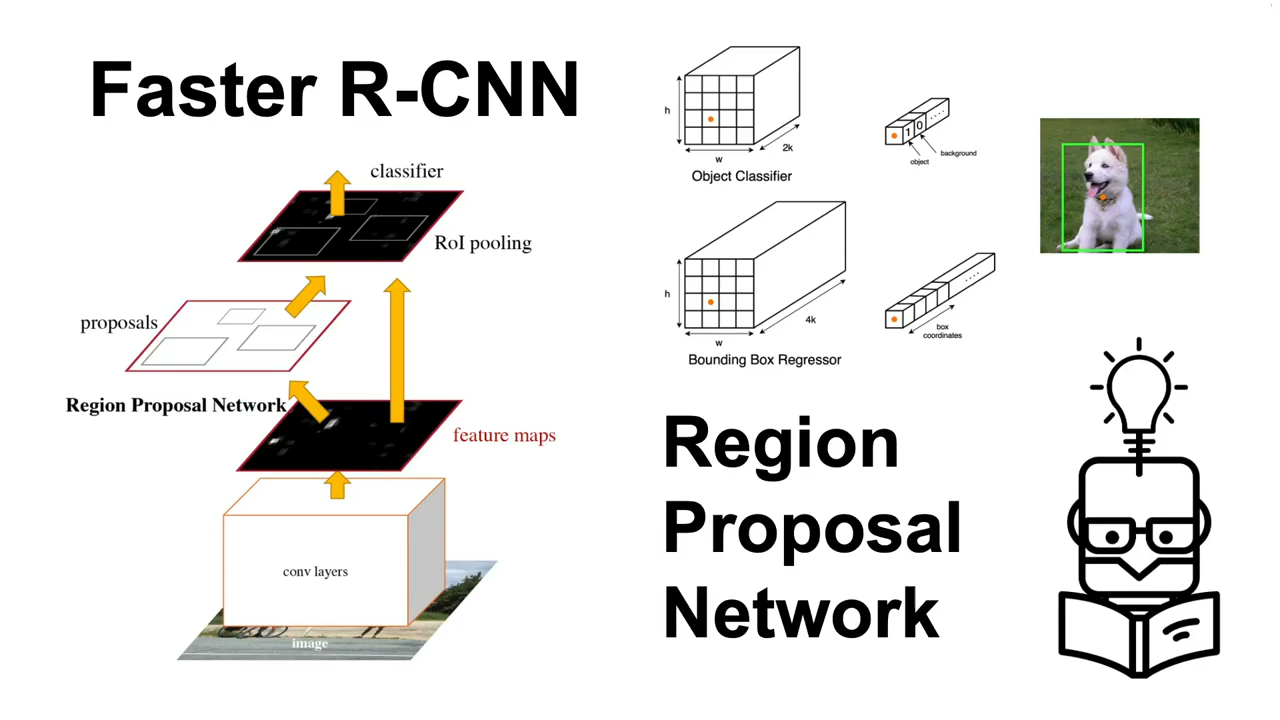 Faster R-CNN
classifier
RoI pooling
proposals
Region Proposal Network
feature maps
conv layers
image
h
w
2k
Object Classifier
1 0 ....
object
background
h
w
4k
Bounding Box Regressor
....
box
coordinates
Region
Proposal
Network